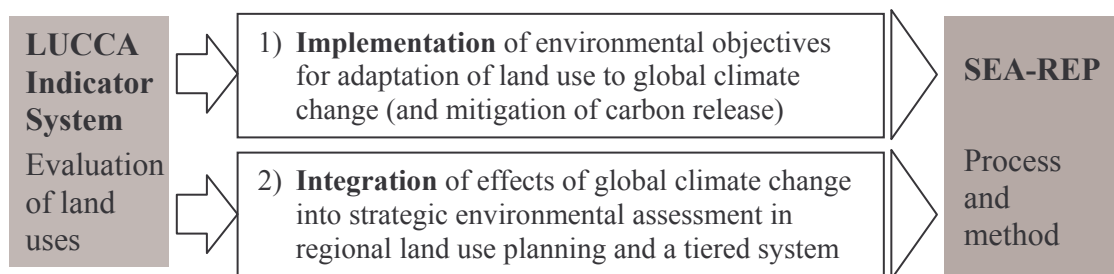 LUCCA
Indicator
System
Evaluation
of land
uses
1) Implementation of environmental objectives
for adaptation of land use to global climate
change (and mitigation of carbon release)
2) Integration of effects of global climate change
into strategic environmental assessment in
regional land use planning and a tiered system
SEA-REP
Process
and
method